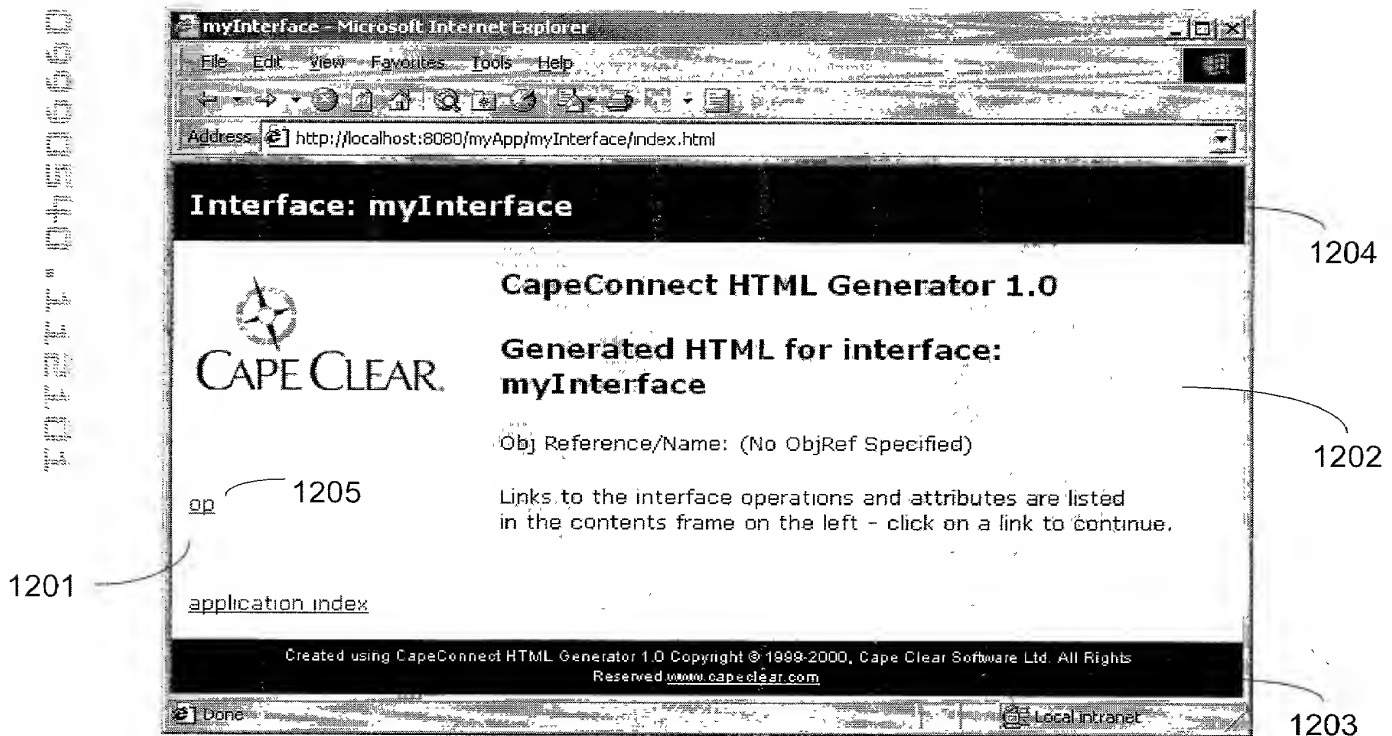 myInterface - Microsoft Internet Explorer
File Edit View Favorites Tools Help
Address http://localhost:8080/myApp/myInterface/index.html
Interface: myInterface
1204
CapeConnect HTML Generator 1.0
CAPE CLEAR
Generated HTML for interface:
myInterface
1202
Obj Reference/Name: (No ObjRef Specified)
op
1205
Links to the interface operations and attributes are listed
in the contents frame on the left - click on a link to continue.
1201
application index
Created using CapeConnect HTML Generator 1.0 Copyright © 1999-2000, Cape Clear Software Ltd. All Rights
Reserved www.capeclear.com
Done Local intranet
1203